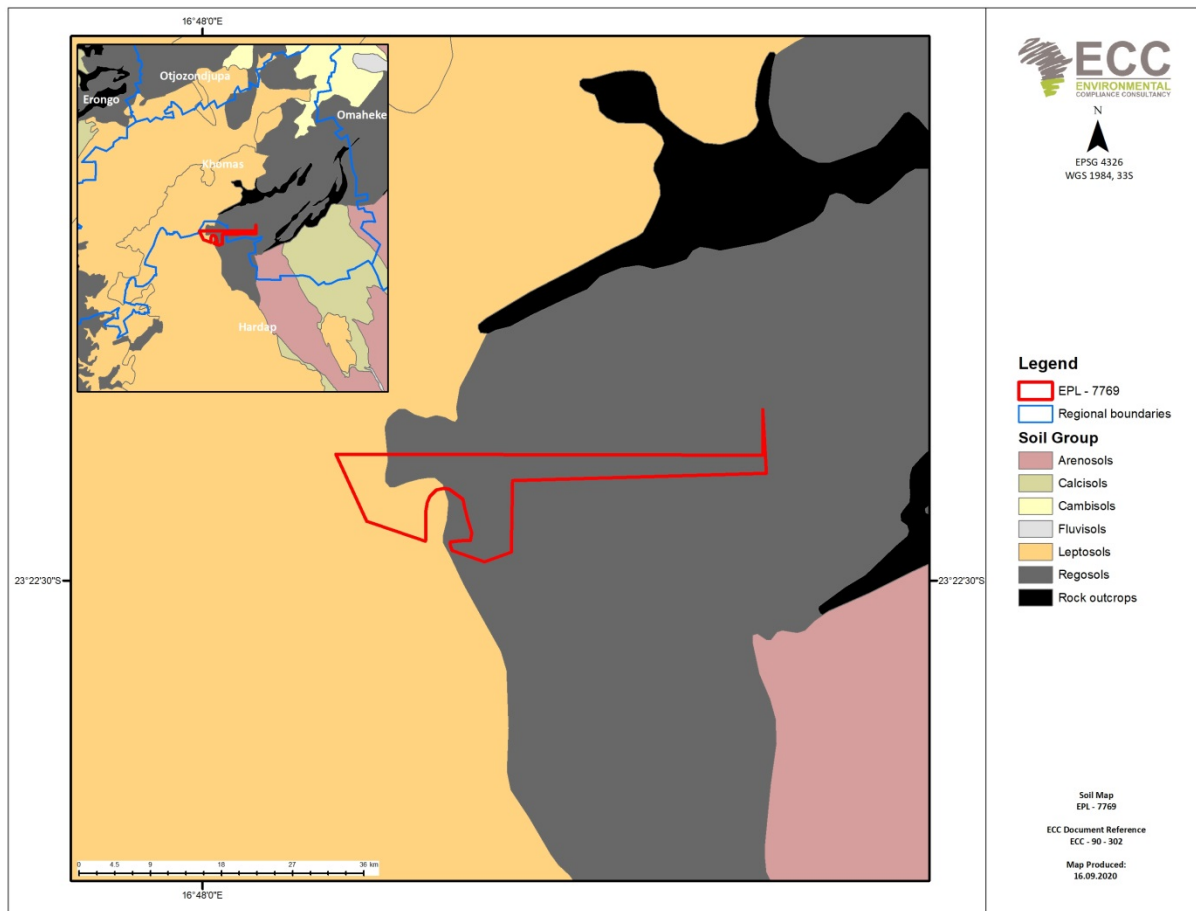 16°48'0"E
Otjozondjupa
Erongo
Omaheke
Khomas
Hardap
23°22'30"S
23°22'30"S
0 4.5 9 18 27 36 km
16°48'0"E
ECC
ENVIRONMENTAL
COMPLIANCE CONSULTANCY
N
EPSG 4326
WGS 1984, 33S
Legend
EPL - 7769
Regional boundaries
Soil Group
Arenosols
Calcisols
Cambisols
Fluvisols
Leptosols
Regosols
Rock outcrops
Soil Map
EPL - 7769
ECC Document Reference
ECC - 90 - 302
Map Produced:
16.09.2020